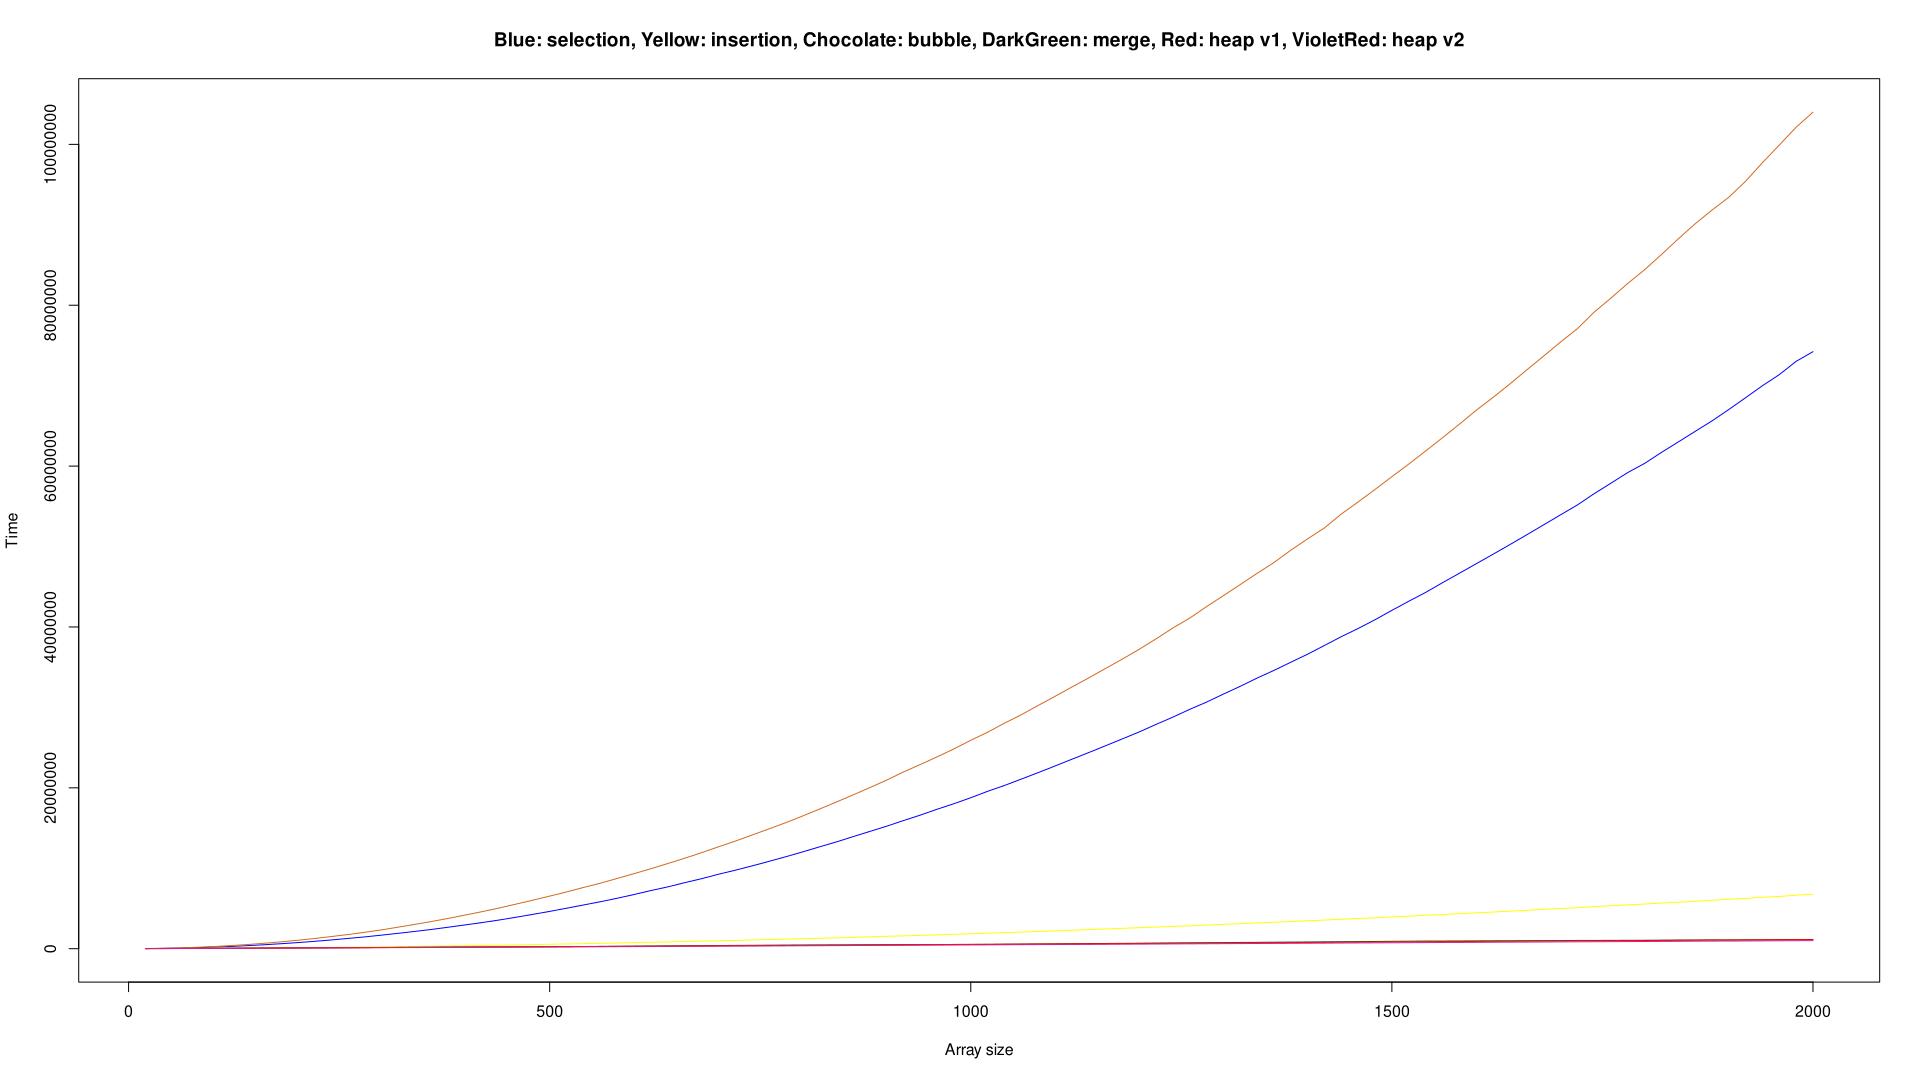 Blue: selection, Yellow: insertion, Chocolate: bubble, DarkGreen: merge, Red: heap v1, VioletRed: heap v2
100000000
80000000
60000000
40000000
20000000
0
Time
0 500 1000 1500 2000
Array size